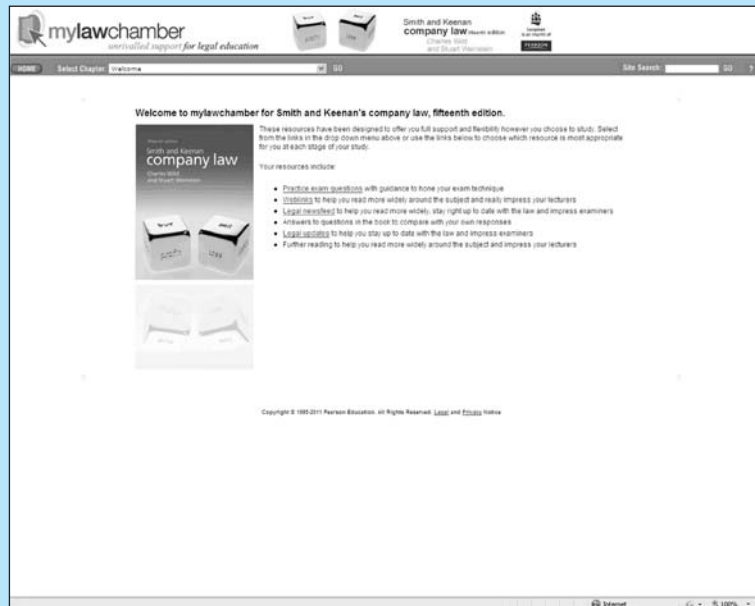 mylawchamber
unrivalled support for legal education
Smith and Keenan
company law fifteenth edition
Charles Wild
and Stuart Weinstein
PEARSON
HOME
Select Chapter: Welcome
GO
Site Search:
GO
?
Welcome to mylawchamber for Smith and Keenan's company law, fifteenth edition.
fifteenth edition
Smith and Keenan
company law
Charles Wild
and Stuart Weinstein
These resources have been designed to offer you full support and flexibility however you choose to study. Select
from the links in the drop down menu above or use the links below to choose which resource is most appropriate
for you at each stage of your study.
Your resources include:
Practice exam questions with guidance to hone your exam technique
Weblinks to help you read more widely around the subject and really impress your lecturers
Legal newsfeed to help you read more widely, stay right up to date with the law and impress examiners
Answers to questions in the book to compare with your own responses
Legal updates to help you stay up to date with the law and impress examiners
Further reading to help you read more widely around the subject and impress your lecturers
Copyright © 1995-2011 Pearson Education. All Rights Reserved. Legal and Privacy Notice
Internet
100%